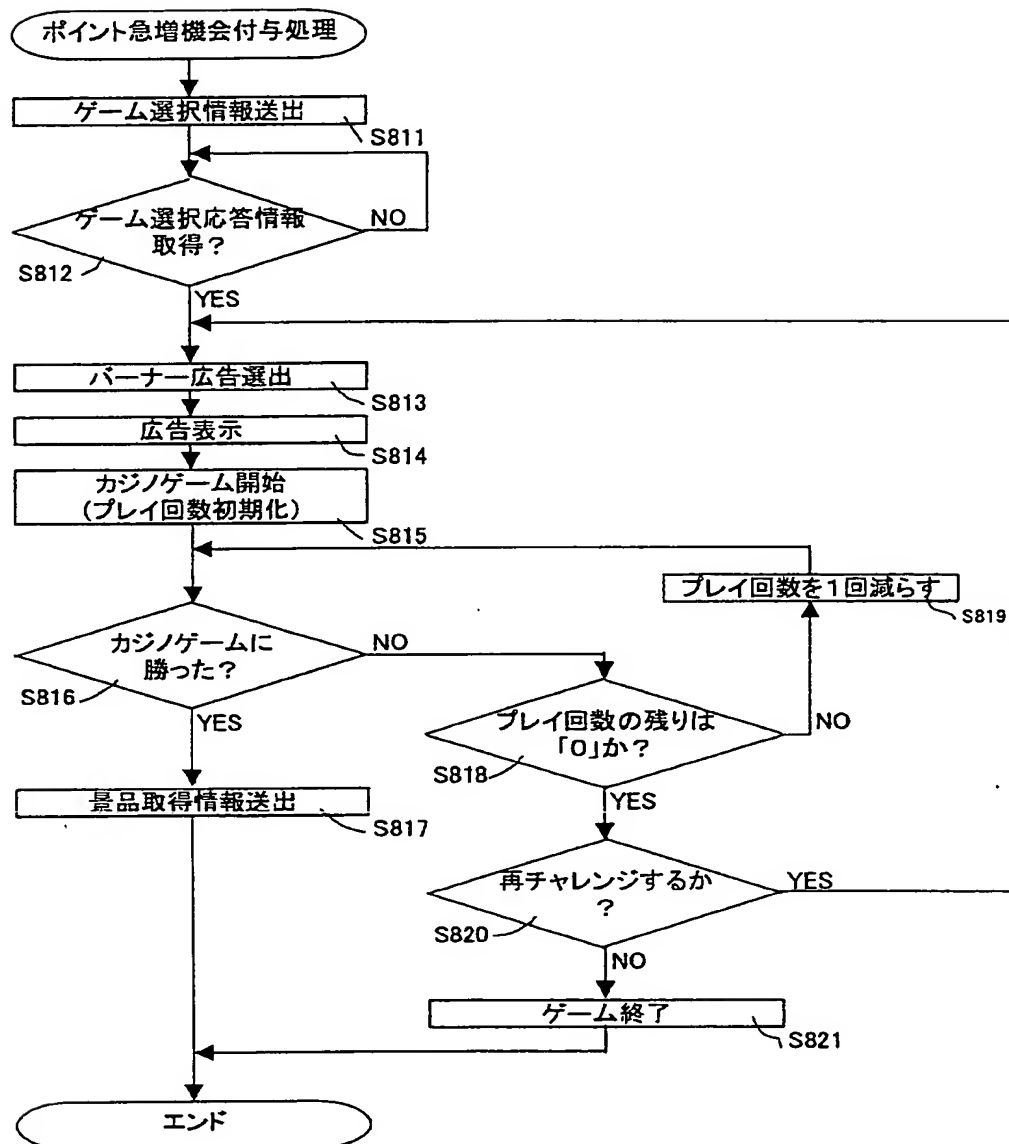 ポイント急増機会付与処理
ゲーム選択情報送出
S811
ゲーム選択応答情報
取得？
NO
S812
YES
バーナー広告選出
S813
広告表示
S814
カジノゲーム開始
(プレイ回数初期化)
S815
プレイ回数を1回減らす
S819
カジノゲームに
勝った？
NO
S816
YES
プレイ回数の残りは
「0」か？
NO
S818
YES
景品取得情報送出
S817
再チャレンジするか
？
YES
S820
NO
ゲーム終了
S821
エンド